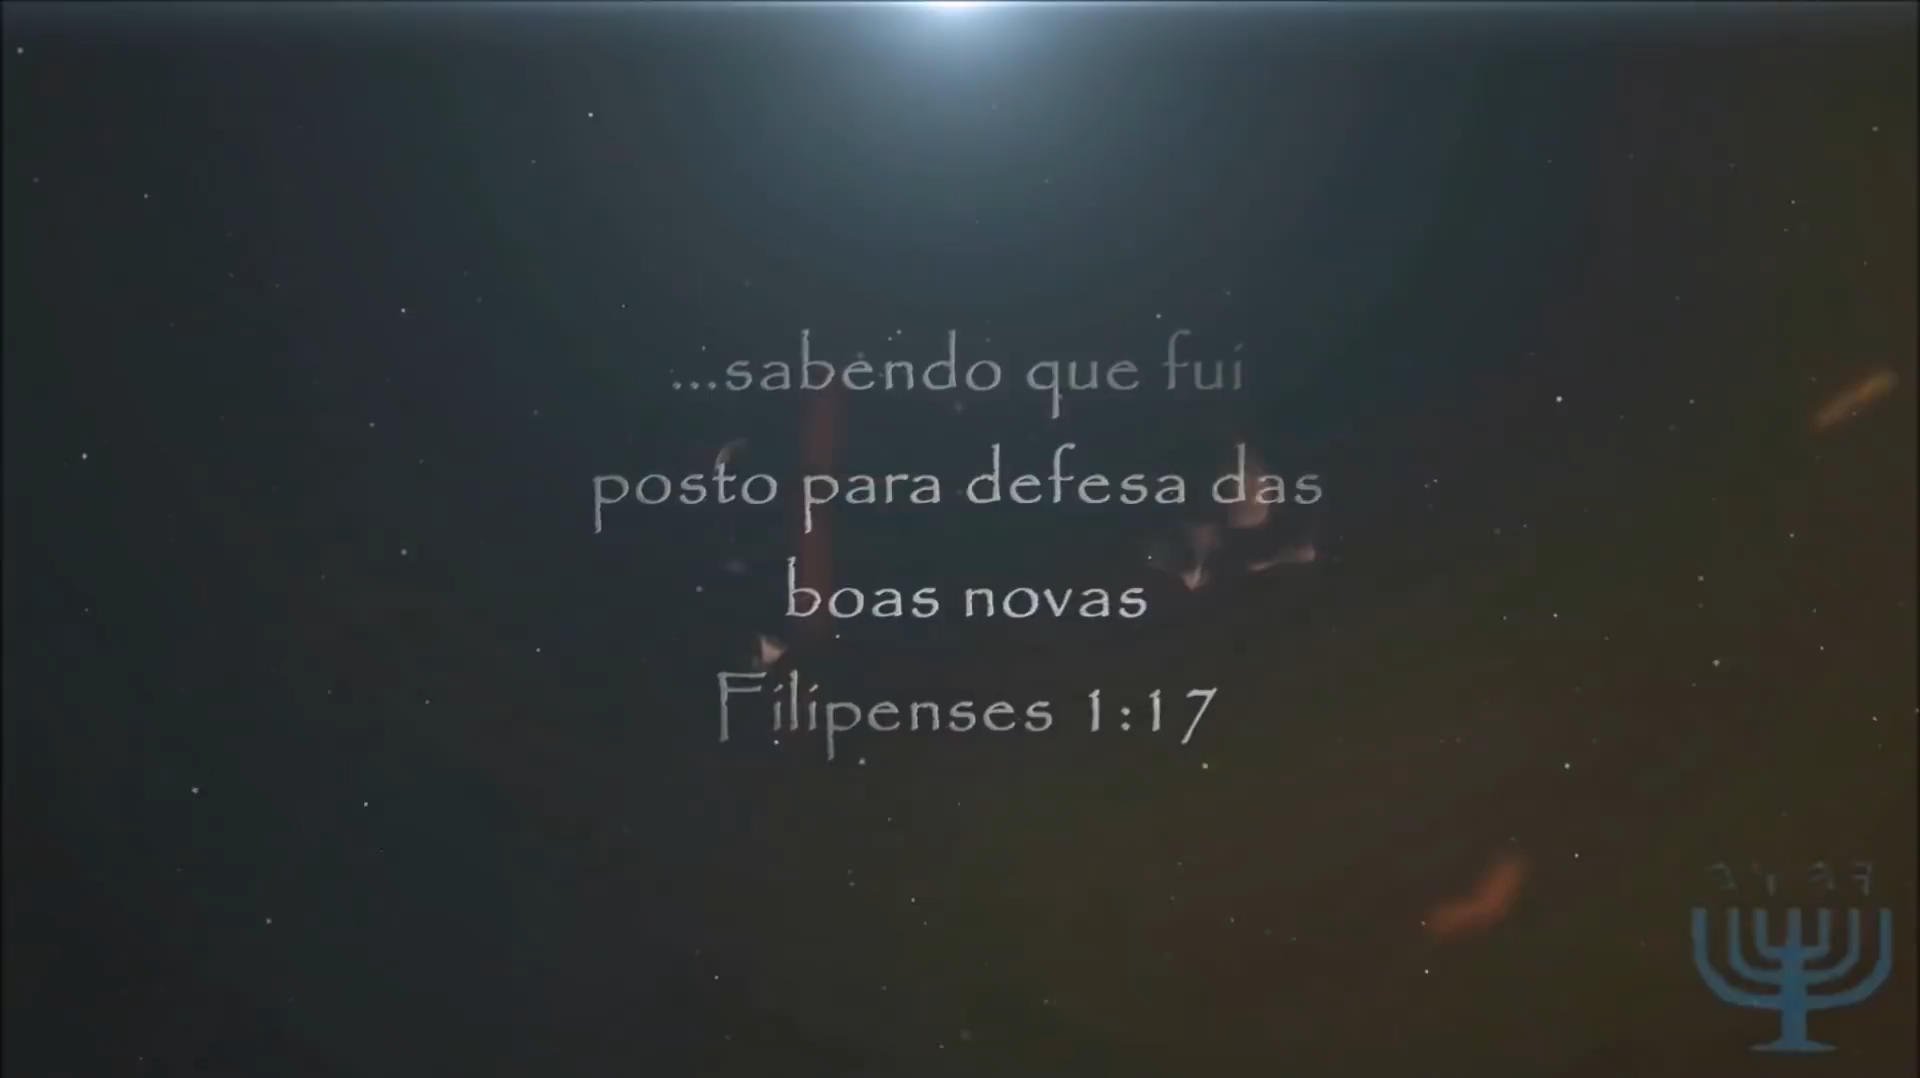 ...sabendo que fui
posto para defesa das
boas novas
Filipenses 1:17